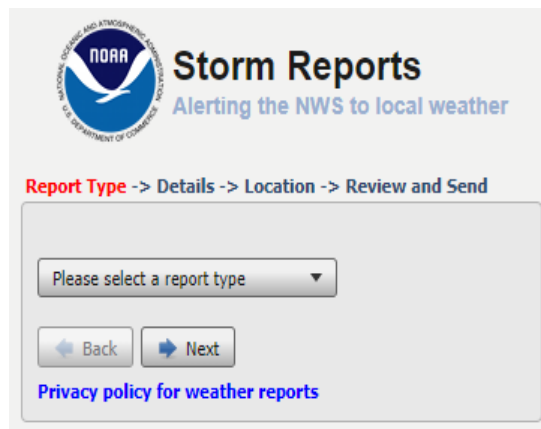 NATIONAL OCEANIC AND ATMOSPHERIC ADMINISTRATION
U.S. DEPARTMENT OF COMMERCE
NOAA
Storm Reports
Alerting the NWS to local weather
Report Type -> Details -> Location -> Review and Send
Please select a report type
Back Next
Privacy policy for weather reports